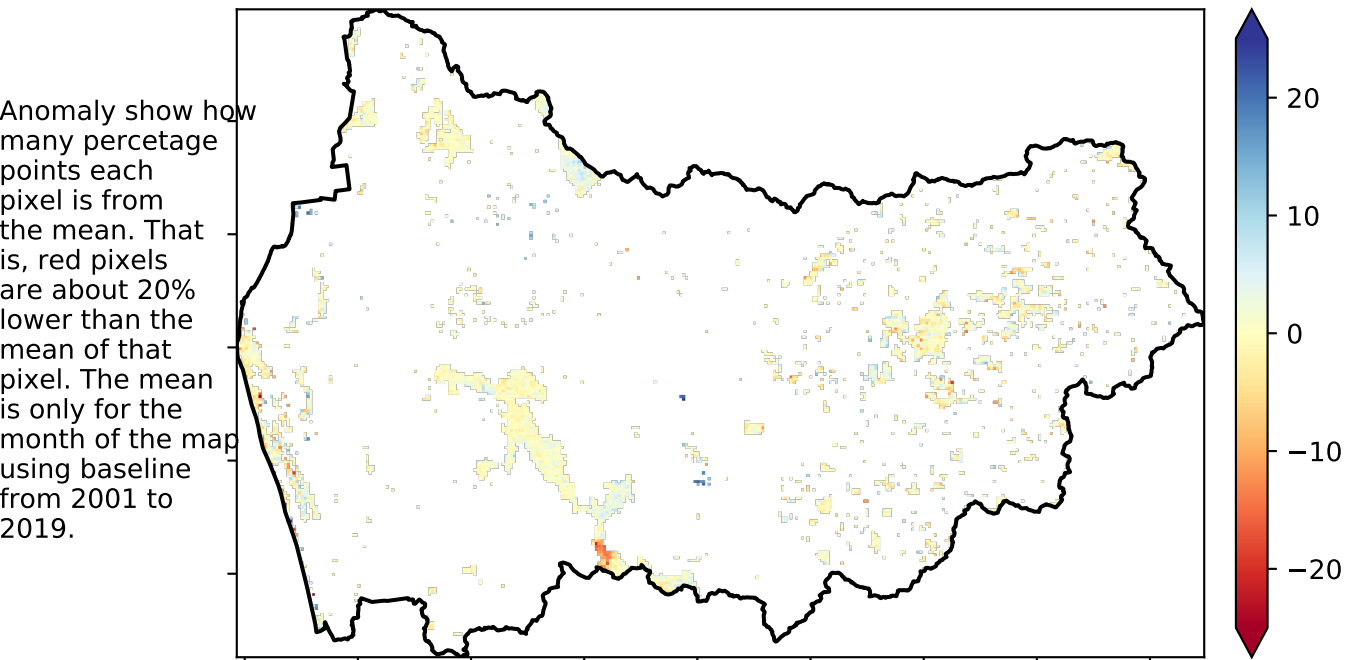 Anomaly show how
many percetage
points each
pixel is from
the mean. That
is, red pixels
are about 20%
lower than the
mean of that
pixel. The mean
is only for the
month of the map
using baseline
from 2001 to
2019.
20
10
0
−10
−20